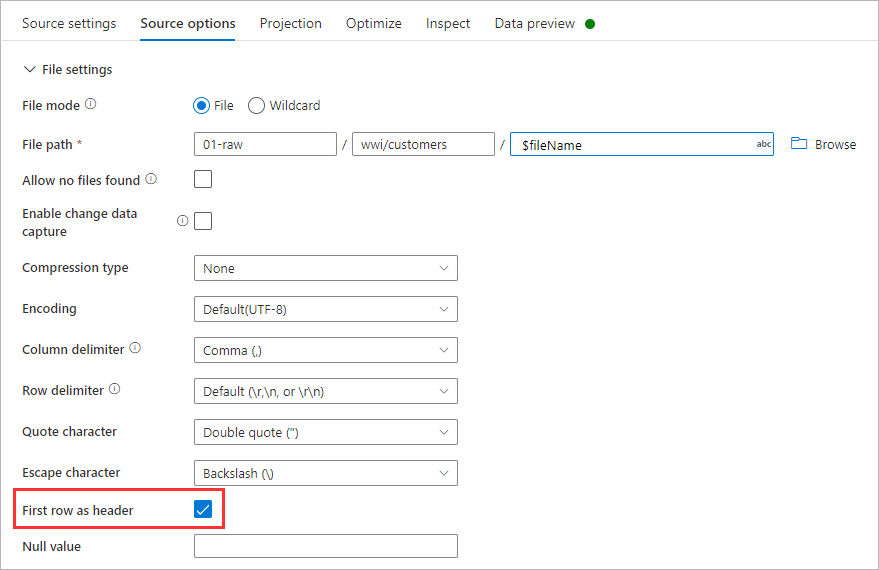 Source settings Source options Projection Optimize Inspect Data preview
File settings
File mode File Wildcard
File path * 01-raw / wwi/customers / $fileName abc Browse
Allow no files found
Enable change data
capture
Compression type None
Encoding Default(UTF-8)
Column delimiter Comma (,)
Row delimiter Default (\r,\n, or \r\n)
Quote character Double quote (")
Escape character Backslash (\)
First row as header
Null value